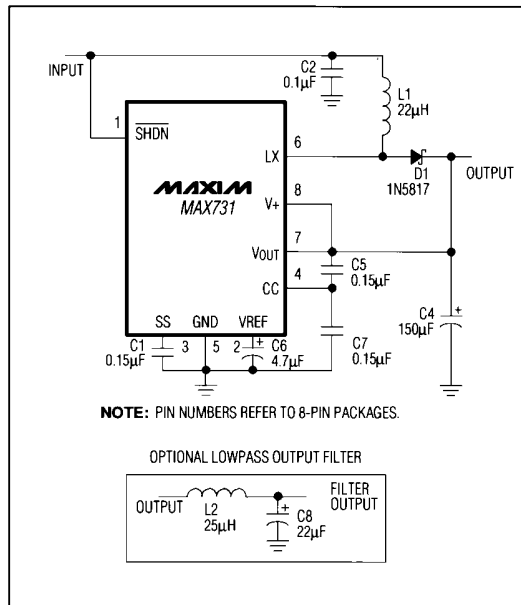 INPUT
C2
0.1µF
L1
22µH
1
SHDN
6
LX
D1
1N5817
OUTPUT
MAXIM
MAX731
8
V+
7
VOUT
C5
0.15µF
4
CC
C4
150µF
+
C7
0.15µF
SS
GND
VREF
C1
0.15µF
3
5
2
+
C6
4.7µF
NOTE: PIN NUMBERS REFER TO 8-PIN PACKAGES.
OPTIONAL LOWPASS OUTPUT FILTER
OUTPUT
L2
25µH
+
C8
22µF
FILTER
OUTPUT